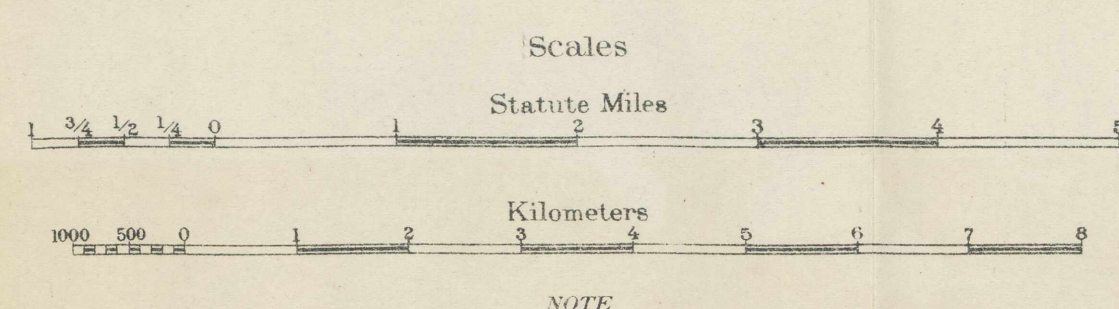 Scales
Statute Miles
1 3/4 1/2 1/4 0 1 2 3 4 5
Kilometers
1000 500 0 1 2 3 4 5 6 7 8
NOTE